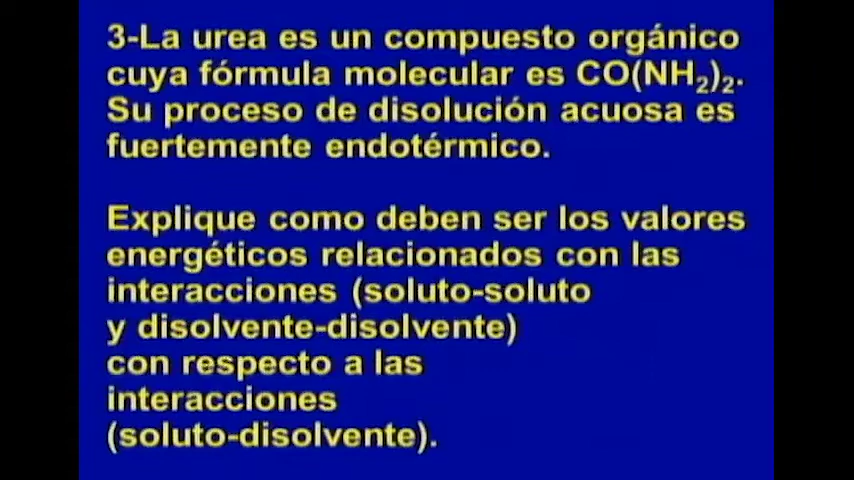 3-La urea es un compuesto orgánico
cuya fórmula molecular es CO(NH₂)₂.
Su proceso de disolución acuosa es
fuertemente endotérmico.
Explique como deben ser los valores
energéticos relacionados con las
interacciones (soluto-soluto
y disolvente-disolvente)
con respecto a las
interacciones
(soluto-disolvente).